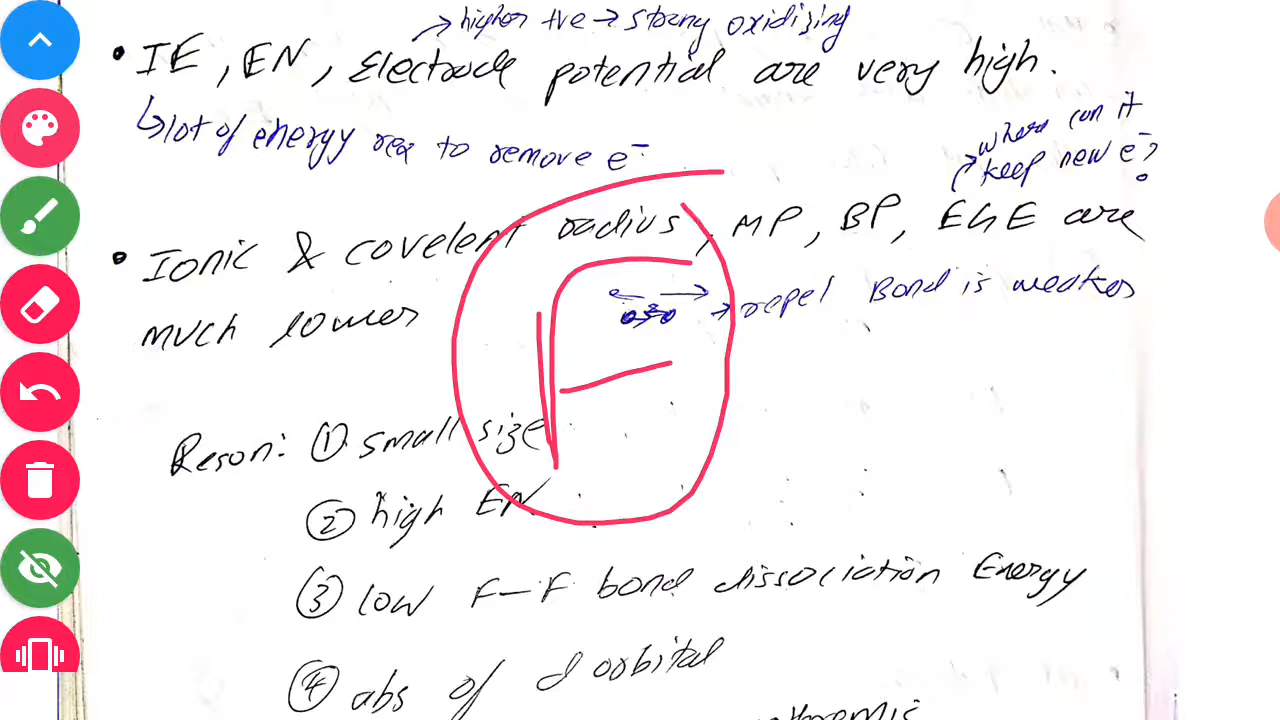 → higher +ve → strong oxidizing
• IE, EN, Electrode potential are very high.
↳ lot of energy req to remove e⁻
→ where can it
keep new e⁻?
• Ionic & covelent radius, MP, BP, EGE are
much lower
→ repel Bond is weaker
F
Reson: ① small size
② high EN
③ low F–F bond dissociation Energy
④ abs of d orbital